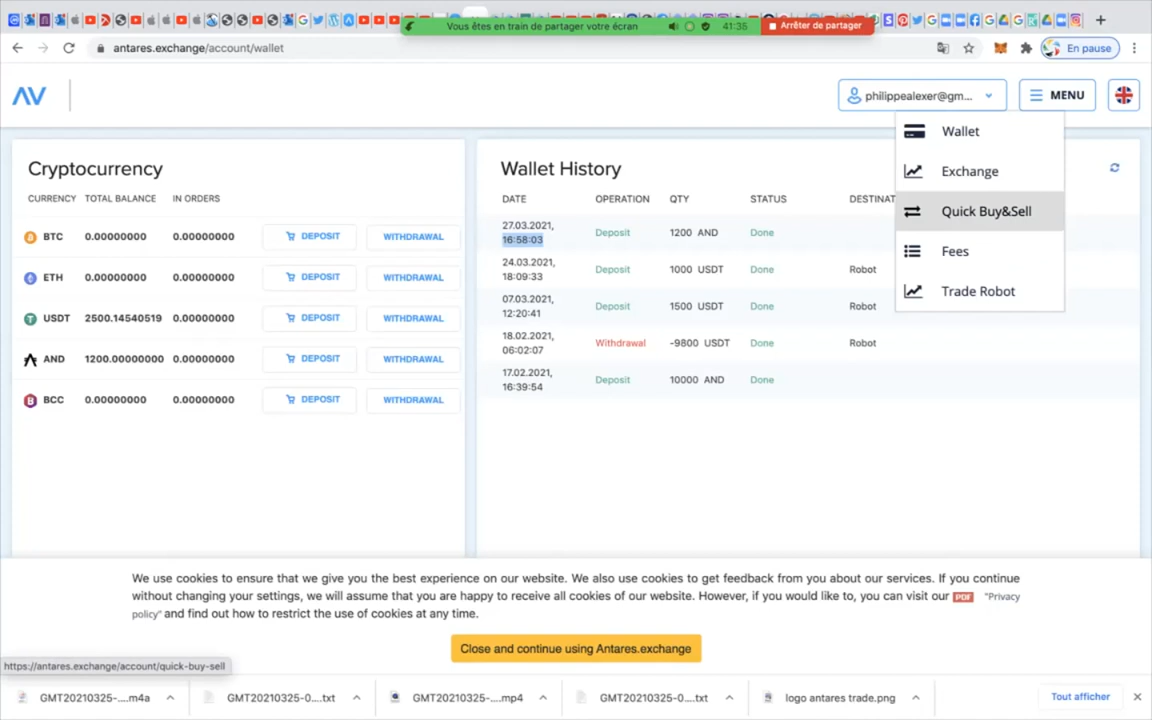 Vous êtes en train de partager votre écran 41:35 Arrêter de partager
antares.exchange/account/wallet En pause
AV philippealexer@gm... MENU
Wallet
Exchange
Quick Buy&Sell
Fees
Trade Robot
Cryptocurrency
CURRENCY TOTAL BALANCE IN ORDERS
BTC 0.00000000 0.00000000 DEPOSIT WITHDRAWAL
ETH 0.00000000 0.00000000 DEPOSIT WITHDRAWAL
USDT 2500.14540519 0.00000000 DEPOSIT WITHDRAWAL
AND 1200.00000000 0.00000000 DEPOSIT WITHDRAWAL
BCC 0.00000000 0.00000000 DEPOSIT WITHDRAWAL
Wallet History
DATE OPERATION QTY STATUS DESTINAT
27.03.2021,
16:58:03 Deposit 1200 AND Done
24.03.2021,
18:09:33 Deposit 1000 USDT Done Robot
07.03.2021,
12:20:41 Deposit 1500 USDT Done Robot
18.02.2021,
06:02:07 Withdrawal -9800 USDT Done Robot
17.02.2021,
16:39:54 Deposit 10000 AND Done
We use cookies to ensure that we give you the best experience on our website. We also use cookies to get feedback from you about our services. If you continue
without changing your settings, we will assume that you are happy to receive all cookies of our website. However, if you would like to, you can visit our PDF "Privacy
policy" and find out how to restrict the use of cookies at any time.
Close and continue using Antares.exchange
https://antares.exchange/account/quick-buy-sell
GMT20210325-....m4a GMT20210325-0....txt GMT20210325-....mp4 GMT20210325-0....txt logo antares trade.png Tout afficher